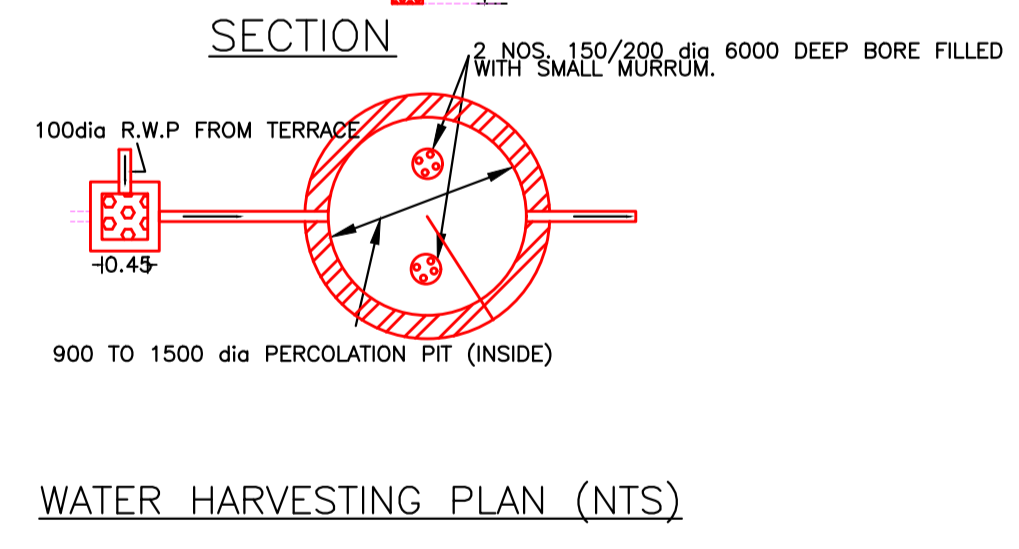 SECTION
2 NOS. 150/200 dia 6000 DEEP BORE FILLED
WITH SMALL MURRUM.
100dia R.W.P FROM TERRACE
0.45
900 TO 1500 dia PERCOLATION PIT (INSIDE)
WATER HARVESTING PLAN (NTS)